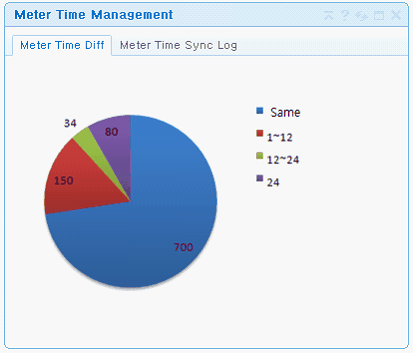 Meter Time Management
Meter Time Diff Meter Time Sync Log
34
80
150
700
Same
1~12
12~24
24